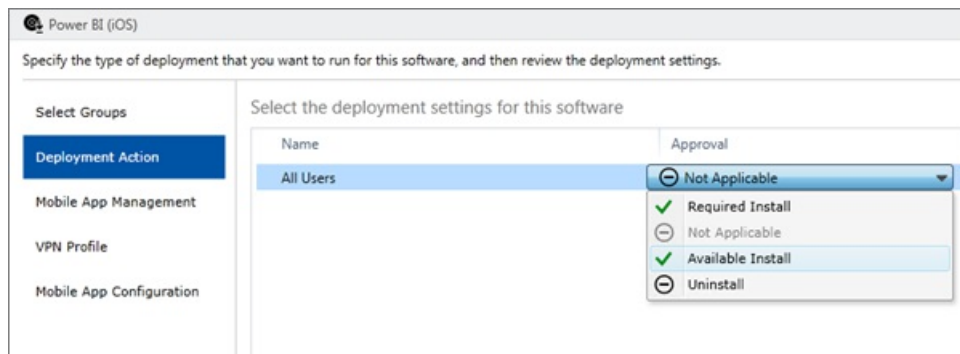 Power BI (iOS)
Specify the type of deployment that you want to run for this software, and then review the deployment settings.
Select Groups
Deployment Action
Mobile App Management
VPN Profile
Mobile App Configuration
Select the deployment settings for this software
Name Approval
All Users Not Applicable
Required Install
Not Applicable
Available Install
Uninstall